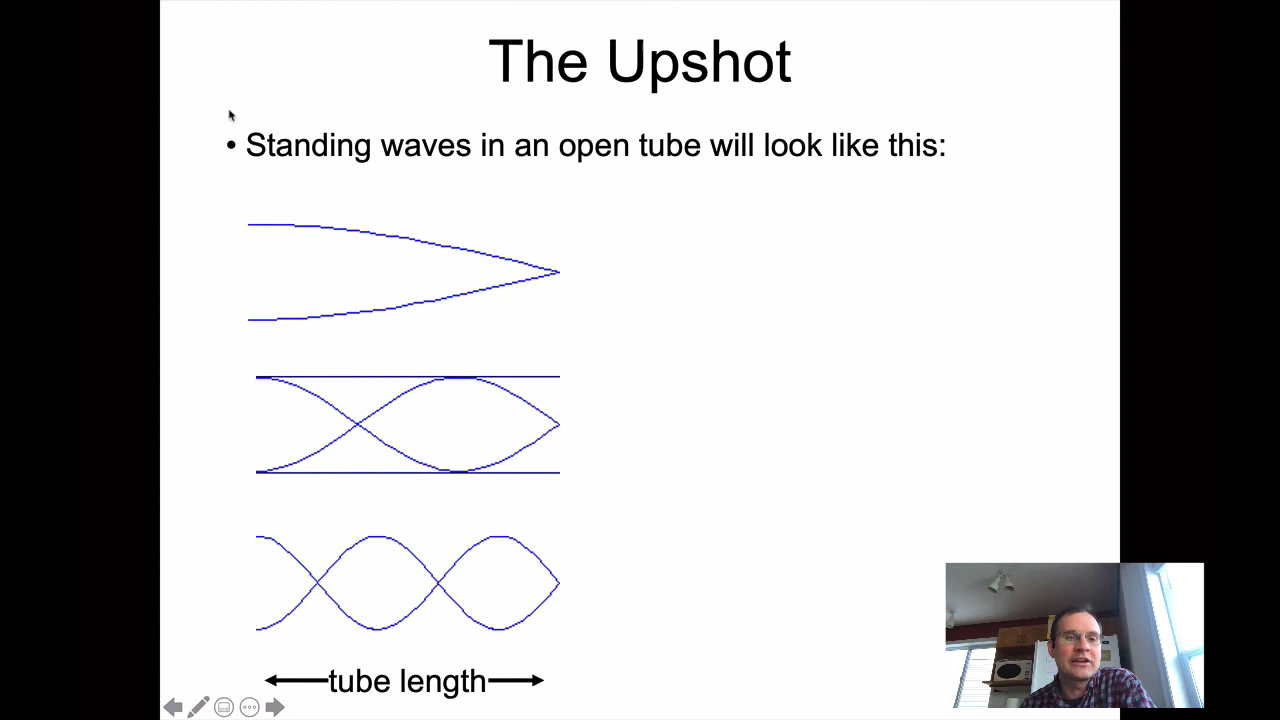 The Upshot
• Standing waves in an open tube will look like this:
tube length